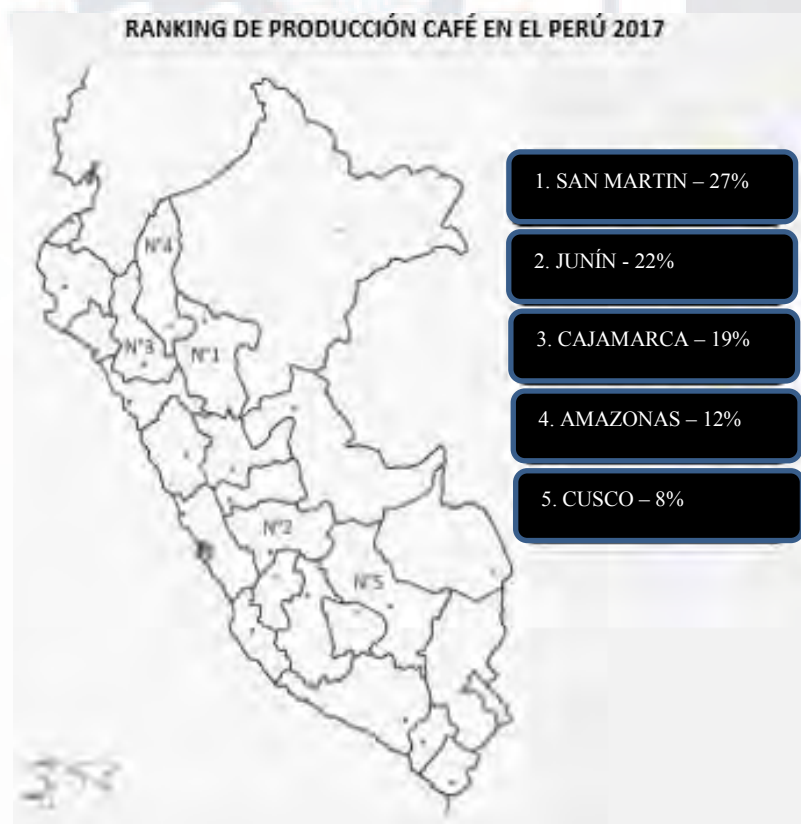 RANKING DE PRODUCCIÓN CAFÉ EN EL PERÚ 2017
1. SAN MARTIN – 27%
2. JUNÍN - 22%
3. CAJAMARCA – 19%
4. AMAZONAS – 12%
5. CUSCO – 8%
N°4
N°3
N°1
N°2
N°5